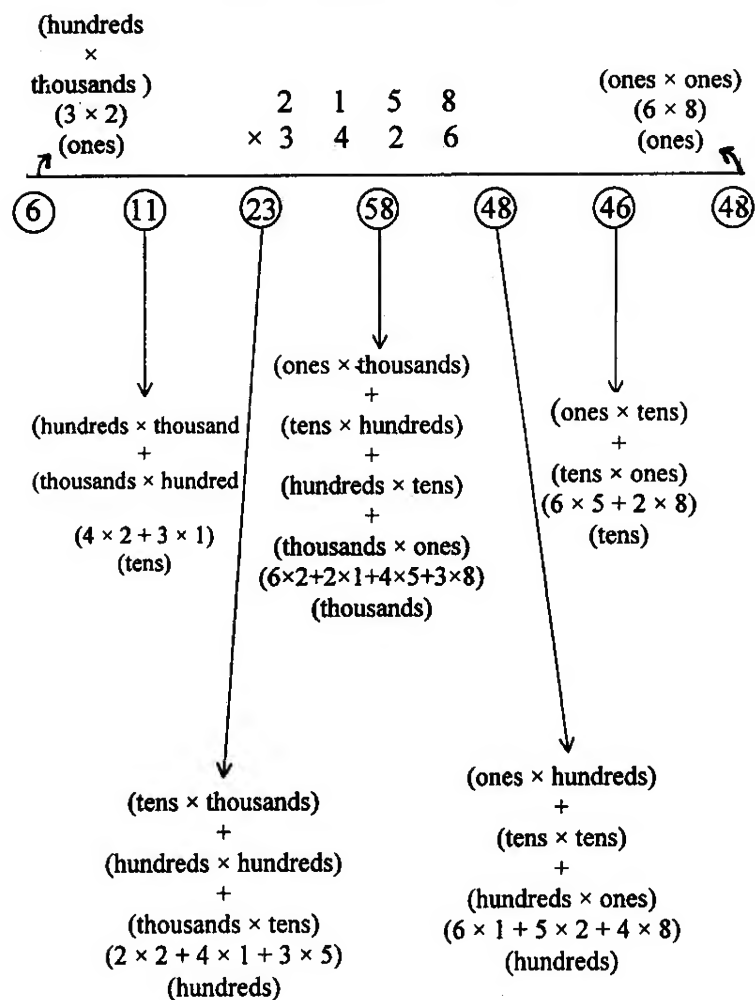 (hundreds
×
thousands )
(3 × 2)
(ones)
2 1 5 8
× 3 4 2 6
(ones × ones)
(6 × 8)
(ones)
6 11 23 58 48 46 48
(hundreds × thousand
+
(thousands × hundred
(4 × 2 + 3 × 1)
(tens)
(ones × thousands)
+
(tens × hundreds)
+
(hundreds × tens)
+
(thousands × ones)
(6×2+2×1+4×5+3×8)
(thousands)
(ones × tens)
+
(tens × ones)
(6 × 5 + 2 × 8)
(tens)
(tens × thousands)
+
(hundreds × hundreds)
+
(thousands × tens)
(2 × 2 + 4 × 1 + 3 × 5)
(hundreds)
(ones × hundreds)
+
(tens × tens)
+
(hundreds × ones)
(6 × 1 + 5 × 2 + 4 × 8)
(hundreds)